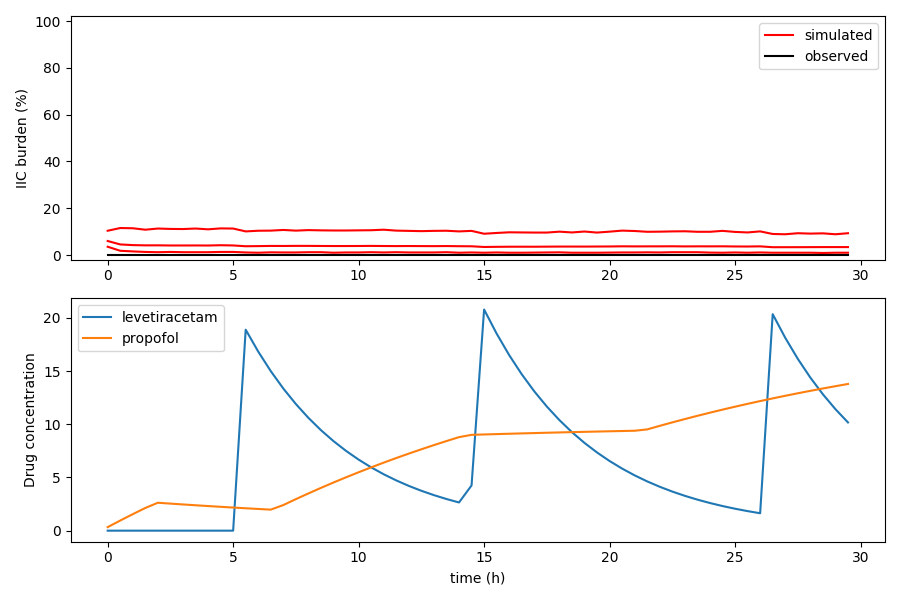 IIC burden (%)
100
80
60
40
20
0
simulated
observed
0 5 10 15 20 25 30
Drug concentration
20
15
10
5
0
levetiracetam
propofol
0 5 10 15 20 25 30
time (h)